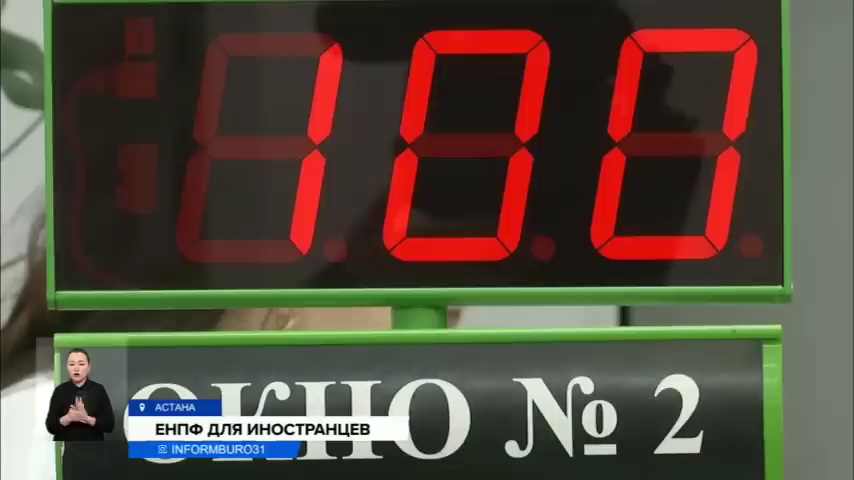 100
ОКНО № 2
АСТАНА
ЕНПФ ДЛЯ ИНОСТРАНЦЕВ
INFORMBURO31